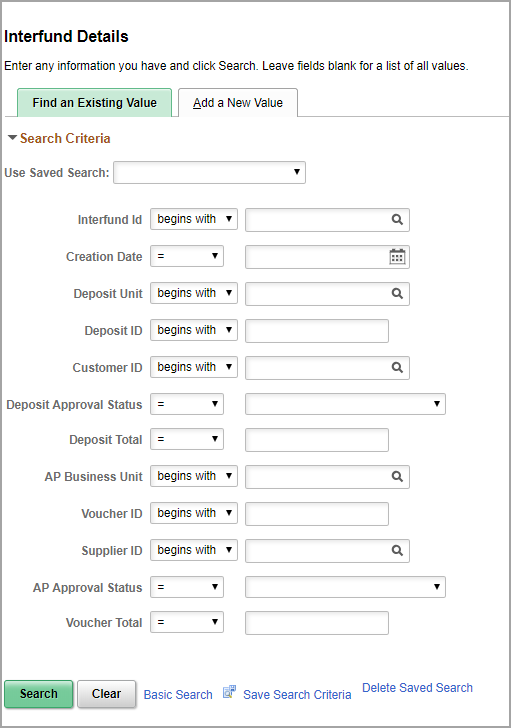 Interfund Details
Enter any information you have and click Search. Leave fields blank for a list of all values.
Find an Existing Value Add a New Value
Search Criteria
Use Saved Search:
Interfund Id begins with
Creation Date =
Deposit Unit begins with
Deposit ID begins with
Customer ID begins with
Deposit Approval Status =
Deposit Total =
AP Business Unit begins with
Voucher ID begins with
Supplier ID begins with
AP Approval Status =
Voucher Total =
Search Clear Basic Search Save Search Criteria Delete Saved Search